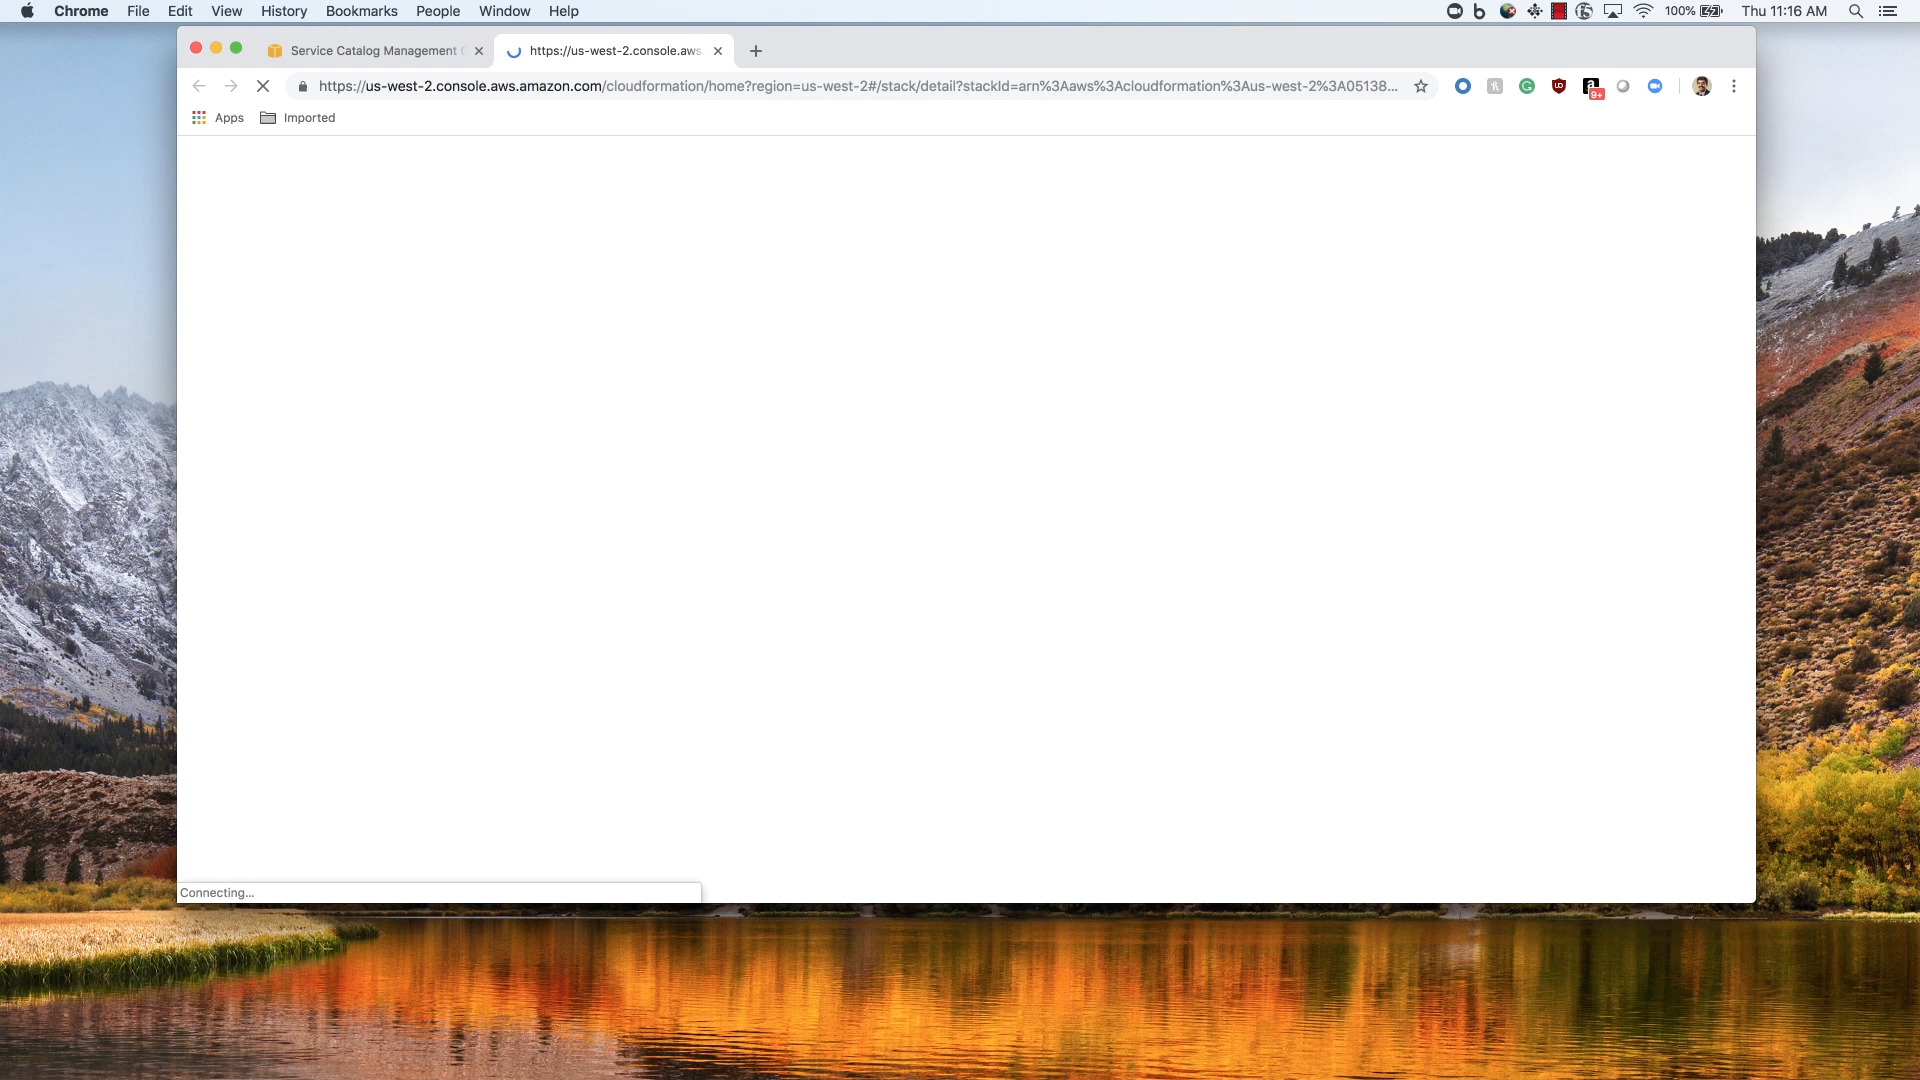 Chrome File Edit View History Bookmarks People Window Help
100%
Thu 11:16 AM
Service Catalog Management
https://us-west-2.console.aws.
https://us-west-2.console.aws.amazon.com/cloudformation/home?region=us-west-2#/stack/detail?stackId=arn%3Aaws%3Acloudformation%3Aus-west-2%3A05138...
9+
Apps
Imported
Connecting...